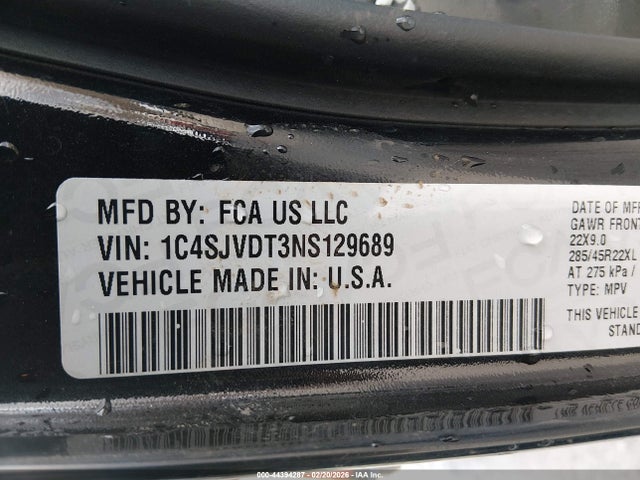 MFD BY: FCA US LLC
VIN: 1C4SJVDT3NS129689
VEHICLE MADE IN: U.S.A.
DATE OF MFR
GAWR FRONT
22X9.0
285/45R22XL
AT 275 kPa /
TYPE: MPV
THIS VEHICLE
STAND
000-44394287 - 02/20/2026 - IAA Inc.